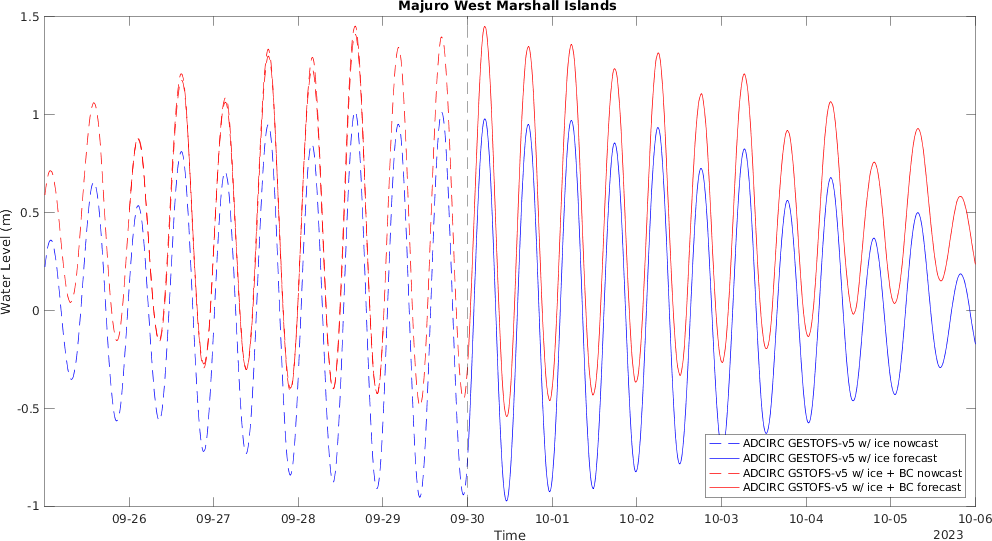 Majuro West Marshall Islands
1.5
1
0.5
0
-0.5
-1
Water Level (m)
09-26 09-27 09-28 09-29 09-30 10-01 10-02 10-03 10-04 10-05 10-06
Time
2023
ADCIRC GESTOFS-v5 w/ ice nowcast
ADCIRC GESTOFS-v5 w/ ice forecast
ADCIRC GSTOFS-v5 w/ ice + BC nowcast
ADCIRC GSTOFS-v5 w/ ice + BC forecast